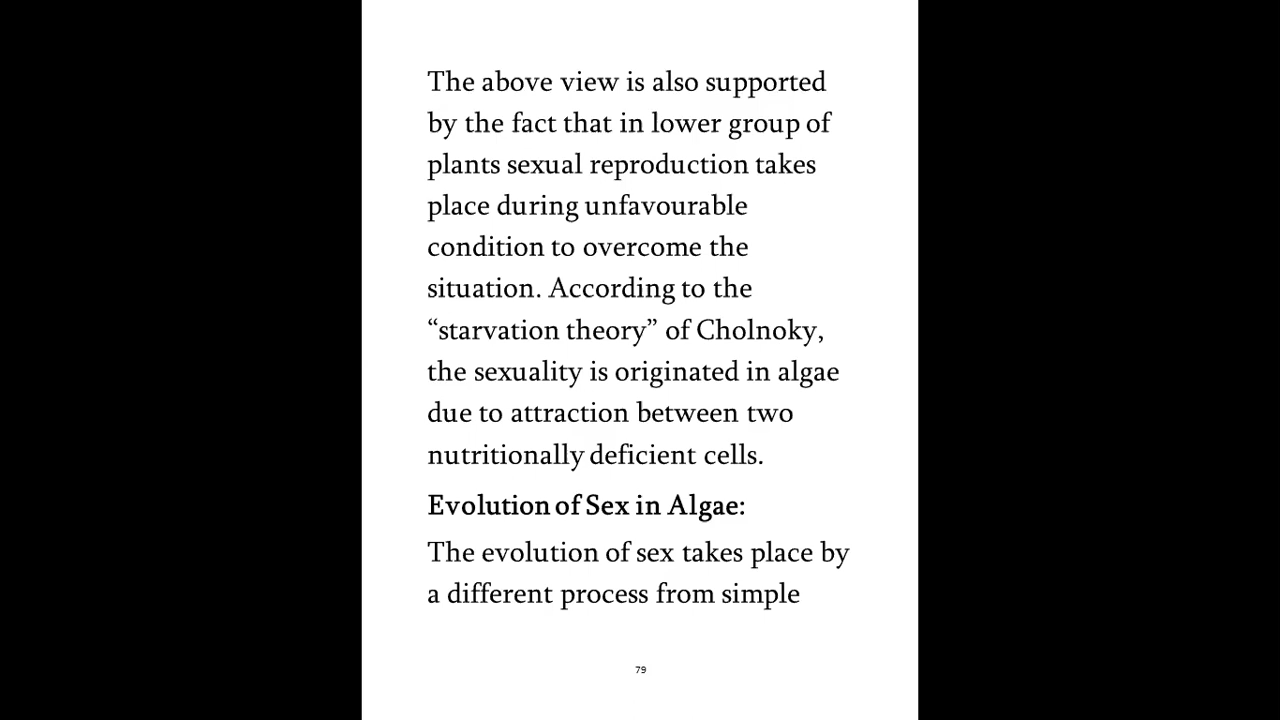 The above view is also supported
by the fact that in lower group of
plants sexual reproduction takes
place during unfavourable
condition to overcome the
situation. According to the
“starvation theory” of Cholnoky,
the sexuality is originated in algae
due to attraction between two
nutritionally deficient cells.
Evolution of Sex in Algae:
The evolution of sex takes place by
a different process from simple
79